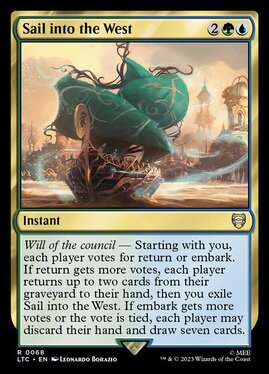 Sail into the West 2
Instant
Will of the council — Starting with you,
each player votes for return or embark.
If return gets more votes, each player
returns up to two cards from their
graveyard to their hand, then you exile
Sail into the West. If embark gets more
votes or the vote is tied, each player may
discard their hand and draw seven cards.
R 0068
LTC • EN Leonardo Borazio
© MEE
™ & © 2023 Wizards of the Coast